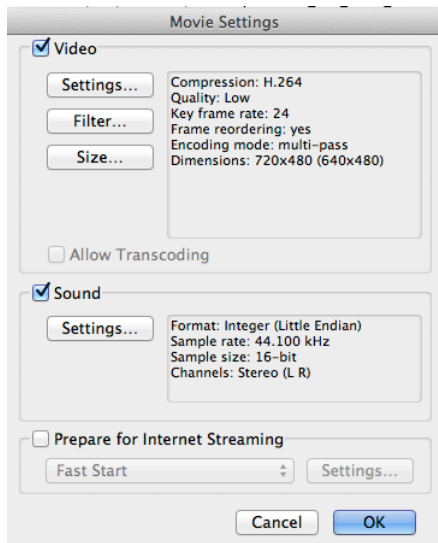 Movie Settings
Video
Settings...
Filter...
Size...
Compression: H.264
Quality: Low
Key frame rate: 24
Frame reordering: yes
Encoding mode: multi-pass
Dimensions: 720x480 (640x480)
Allow Transcoding
Sound
Settings...
Format: Integer (Little Endian)
Sample rate: 44.100 kHz
Sample size: 16-bit
Channels: Stereo (L R)
Prepare for Internet Streaming
Fast Start
Settings...
Cancel
OK